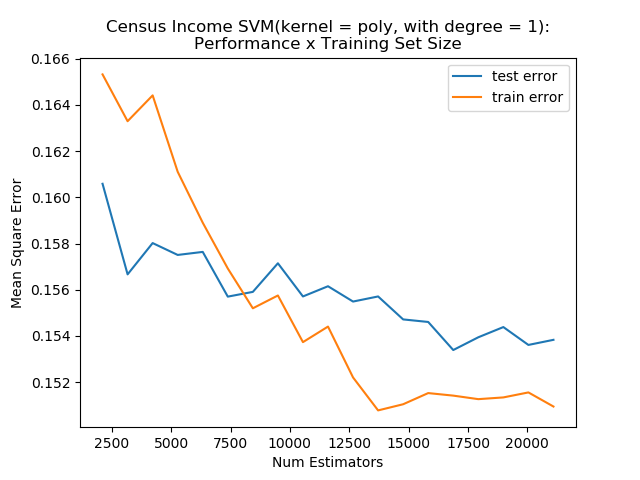 Census Income SVM(kernel = poly, with degree = 1):
Performance x Training Set Size
test error
train error
Mean Square Error
0.166
0.164
0.162
0.160
0.158
0.156
0.154
0.152
2500 5000 7500 10000 12500 15000 17500 20000
Num Estimators